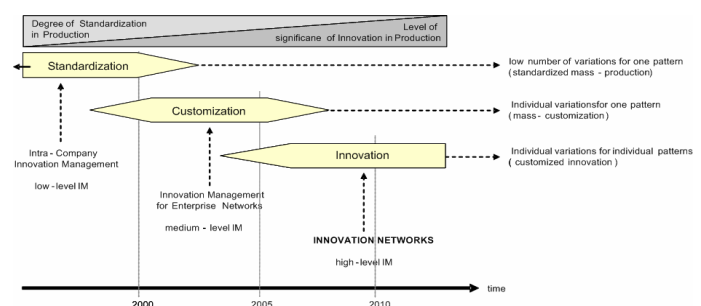 Degree of Standardization
in Production
Level of
significane of Innovation in Production
Standardization
low number of variations for one pattern
(standardized mass - production)
Customization
Individual variationsfor one pattern
(mass- customization)
Intra - Company
Innovation Management
low - level IM
Innovation
Individual variations for individual patterns
( customized innovation )
Innovation Management
for Enterprise Networks
medium - level IM
INNOVATION NETWORKS
high - level IM
time
2000
2005
2010